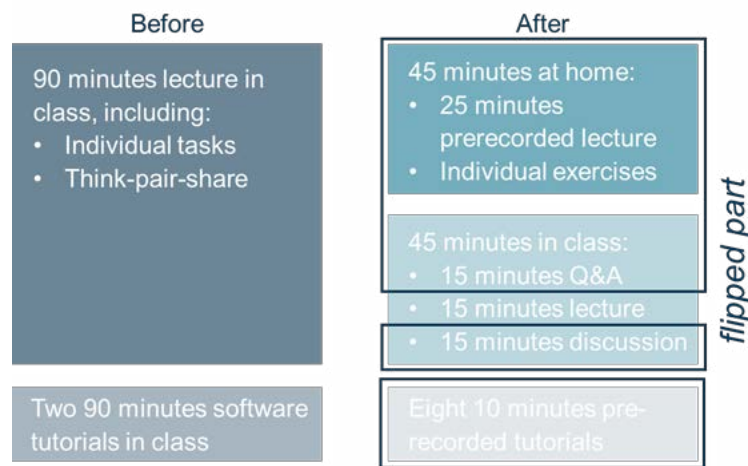 Before
90 minutes lecture in
class, including:
• Individual tasks
• Think-pair-share
Two 90 minutes software
tutorials in class
After
45 minutes at home:
• 25 minutes
prerecorded lecture
• Individual exercises
45 minutes in class:
• 15 minutes Q&A
• 15 minutes lecture
• 15 minutes discussion
Eight 10 minutes pre-
recorded tutorials
flipped part